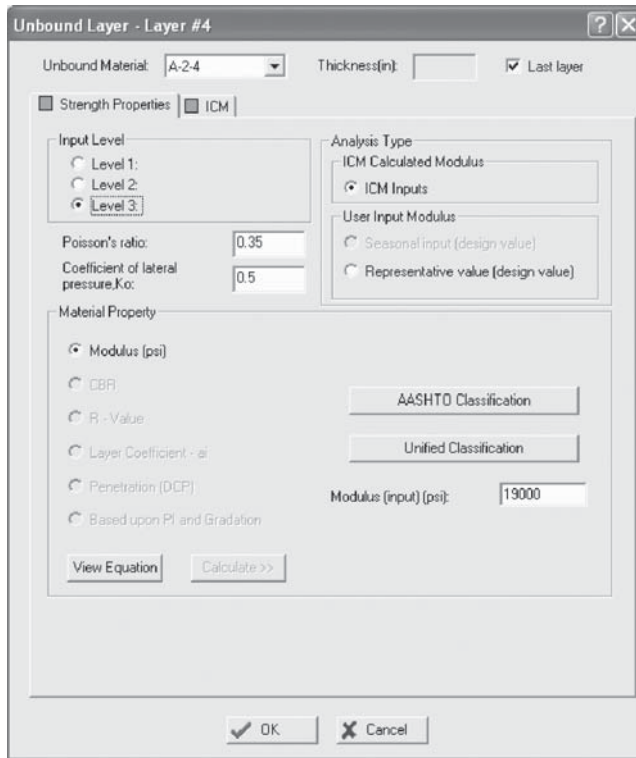 Unbound Layer - Layer #4
Unbound Material: A-2-4 Thickness(in): Last layer
Strength Properties ICM
Input Level
Level 1:
Level 2:
Level 3:
Analysis Type
ICM Calculated Modulus
ICM Inputs
User Input Modulus
Seasonal input (design value)
Representative value (design value)
Poisson's ratio: 0.35
Coefficient of lateral
pressure,Ko: 0.5
Material Property
Modulus (psi)
CBR
R - Value
Layer Coefficient - ai
Penetration (DCP)
Based upon PI and Gradation
AASHTO Classification
Unified Classification
Modulus (input) (psi): 19000
View Equation Calculate >>
OK Cancel